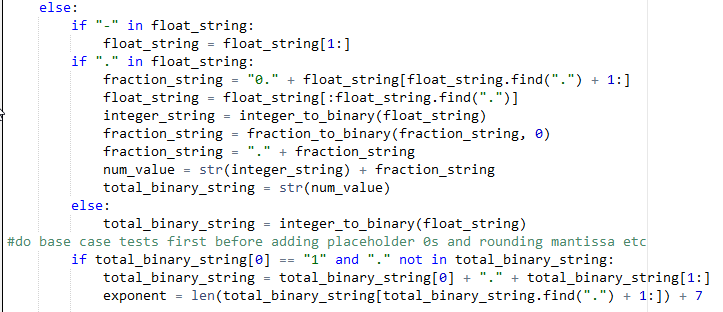 else:
if "-" in float_string:
float_string = float_string[1:]
if "." in float_string:
fraction_string = "0." + float_string[float_string.find(".") + 1:]
float_string = float_string[:float_string.find(".")]
integer_string = integer_to_binary(float_string)
fraction_string = fraction_to_binary(fraction_string, 0)
fraction_string = "." + fraction_string
num_value = str(integer_string) + fraction_string
total_binary_string = str(num_value)
else:
total_binary_string = integer_to_binary(float_string)
#do base case tests first before adding placeholder 0s and rounding mantissa etc
if total_binary_string[0] == "1" and "." not in total_binary_string:
total_binary_string = total_binary_string[0] + "." + total_binary_string[1:]
exponent = len(total_binary_string[total_binary_string.find(".") + 1:]) + 7